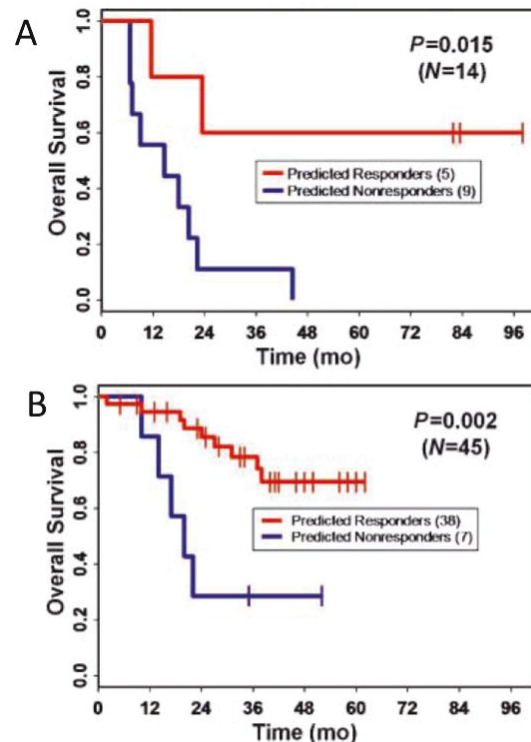 A
P=0.015
(N=14)
Overall Survival
1.0
0.8
0.6
0.4
0.2
0.0
Predicted Responders (5)
Predicted Nonresponders (9)
0 12 24 36 48 60 72 84 96
Time (mo)
B
P=0.002
(N=45)
Overall Survival
1.0
0.8
0.6
0.4
0.2
0.0
Predicted Responders (38)
Predicted Nonresponders (7)
0 12 24 36 48 60 72 84 96
Time (mo)